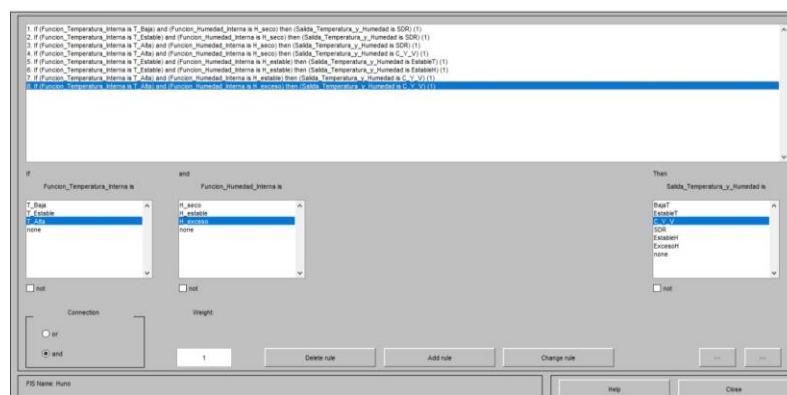 1. If (Funcion_Temperatura_Interna is T_Baja) and (Funcion_Humedad_Interna is H_seco) then (Salida_Temperatura_y_Humedad is SDR) (1)
2. If (Funcion_Temperatura_Interna is T_Estable) and (Funcion_Humedad_Interna is H_seco) then (Salida_Temperatura_y_Humedad is SDR) (1)
3. If (Funcion_Temperatura_Interna is T_Alta) and (Funcion_Humedad_Interna is H_seco) then (Salida_Temperatura_y_Humedad is SDR) (1)
4. If (Funcion_Temperatura_Interna is T_Alta) and (Funcion_Humedad_Interna is H_seco) then (Salida_Temperatura_y_Humedad is C_Y_V) (1)
5. If (Funcion_Temperatura_Interna is T_Estable) and (Funcion_Humedad_Interna is H_estable) then (Salida_Temperatura_y_Humedad is EstableT) (1)
6. If (Funcion_Temperatura_Interna is T_Estable) and (Funcion_Humedad_Interna is H_estable) then (Salida_Temperatura_y_Humedad is EstableH) (1)
7. If (Funcion_Temperatura_Interna is T_Alta) and (Funcion_Humedad_Interna is H_estable) then (Salida_Temperatura_y_Humedad is C_Y_V) (1)
8. If (Funcion_Temperatura_Interna is T_Alta) and (Funcion_Humedad_Interna is H_exceso) then (Salida_Temperatura_y_Humedad is C_Y_V) (1)
If and Then
Funcion_Temperatura_Interna is Funcion_Humedad_Interna is Salida_Temperatura_y_Humedad is
T_Baja
T_Estable
T_Alta
none
H_seco
H_estable
H_exceso
none
BajaT
EstableT
C_Y_V
SDR
EstableH
ExcesoH
none
not not not
Connection Weight:
or
and
1 Delete rule Add rule Change rule << >>
FIS Name: Huno Help Close